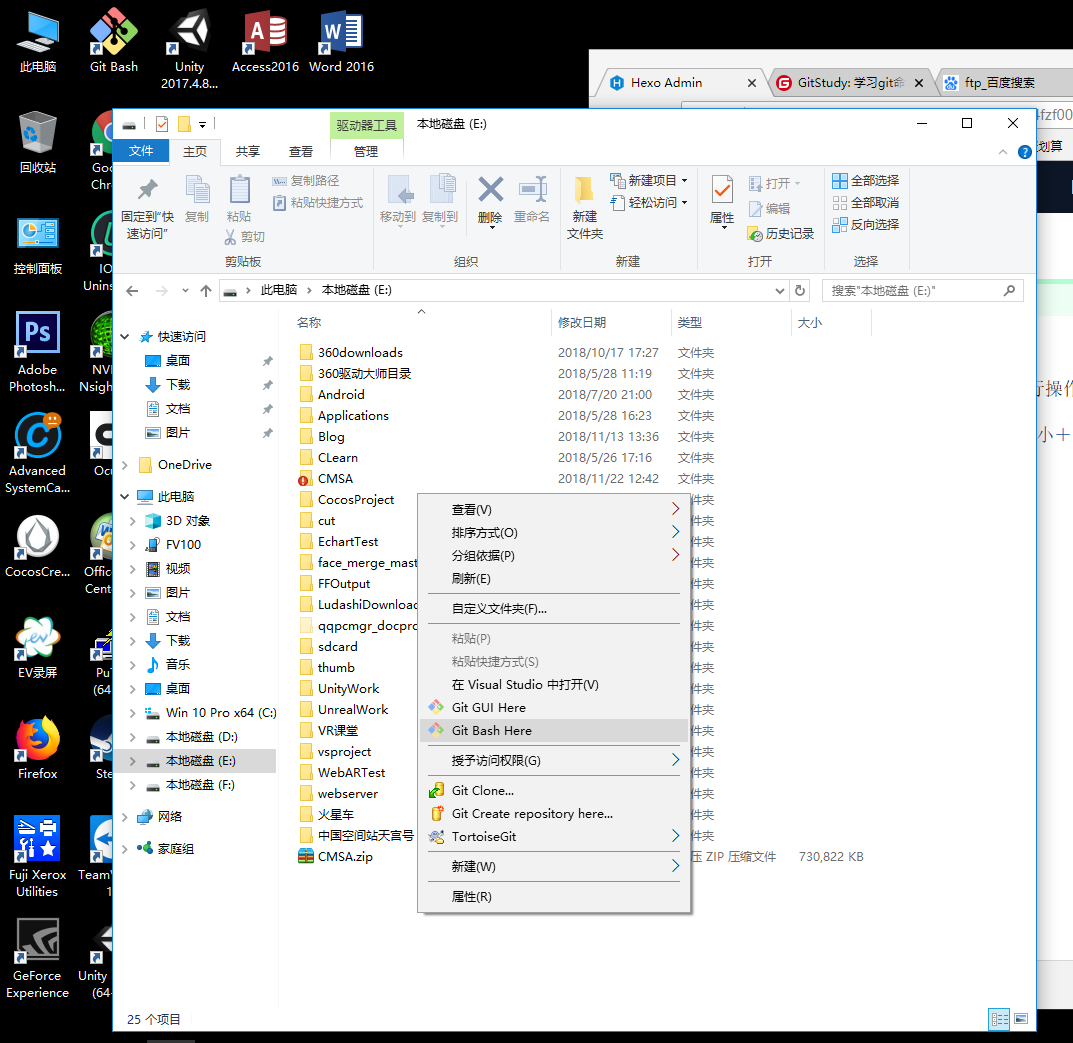 此电脑
Git Bash
Unity
2017.4.8...
Access2016
Word 2016
回收站
控制面板
Adobe
Photosh...
Advanced
SystemCa...
CocosCre...
EV录屏
Firefox
Fuji Xerox
Utilities
GeForce
Experience
Goo
Chr
IO
Unins
NVI
Nsigh
Ocu
Offic
Cent
PuT
(64-
Ste
Team
1
Unity
(64-
Hexo Admin
GitStudy: 学习git命
ftp_百度搜索
4fzf00
划算
行操作
小＋
驱动器工具
本地磁盘 (E:)
文件
主页
共享
查看
管理
固定到“快
速访问”
复制
粘贴
复制路径
粘贴快捷方式
剪切
剪贴板
移动到
复制到
删除
重命名
组织
新建
文件夹
新建项目
轻松访问
新建
属性
打开
编辑
历史记录
打开
全部选择
全部取消
反向选择
选择
此电脑
本地磁盘 (E:)
搜索"本地磁盘 (E:)"
快速访问
桌面
下载
文档
图片
OneDrive
此电脑
3D 对象
FV100
视频
图片
文档
下载
音乐
桌面
Win 10 Pro x64 (C:)
本地磁盘 (D:)
本地磁盘 (E:)
本地磁盘 (F:)
网络
家庭组
名称 修改日期 类型 大小
360downloads 2018/10/17 17:27 文件夹
360驱动大师目录 2018/5/28 11:19 文件夹
Android 2018/7/20 21:00 文件夹
Applications 2018/5/28 16:23 文件夹
Blog 2018/11/13 13:36 文件夹
CLearn 2018/5/26 17:16 文件夹
CMSA 2018/11/22 12:42 文件夹
CocosProject 件夹
cut 件夹
EchartTest 件夹
face_merge_mast 件夹
FFOutput 件夹
LudashiDownload 件夹
qqpcmgr_docpro 件夹
sdcard 件夹
thumb 件夹
UnityWork 件夹
UnrealWork 件夹
VR课堂 件夹
vsproject 件夹
WebARTest 件夹
webserver 件夹
火星车 件夹
中国空间站天宫号 件夹
CMSA.zip 压 ZIP 压缩文件 730,822 KB
查看(V)
排序方式(O)
分组依据(P)
刷新(E)
自定义文件夹(F)...
粘贴(P)
粘贴快捷方式(S)
在 Visual Studio 中打开(V)
Git GUI Here
Git Bash Here
授予访问权限(G)
Git Clone...
Git Create repository here...
TortoiseGit
新建(W)
属性(R)
25 个项目